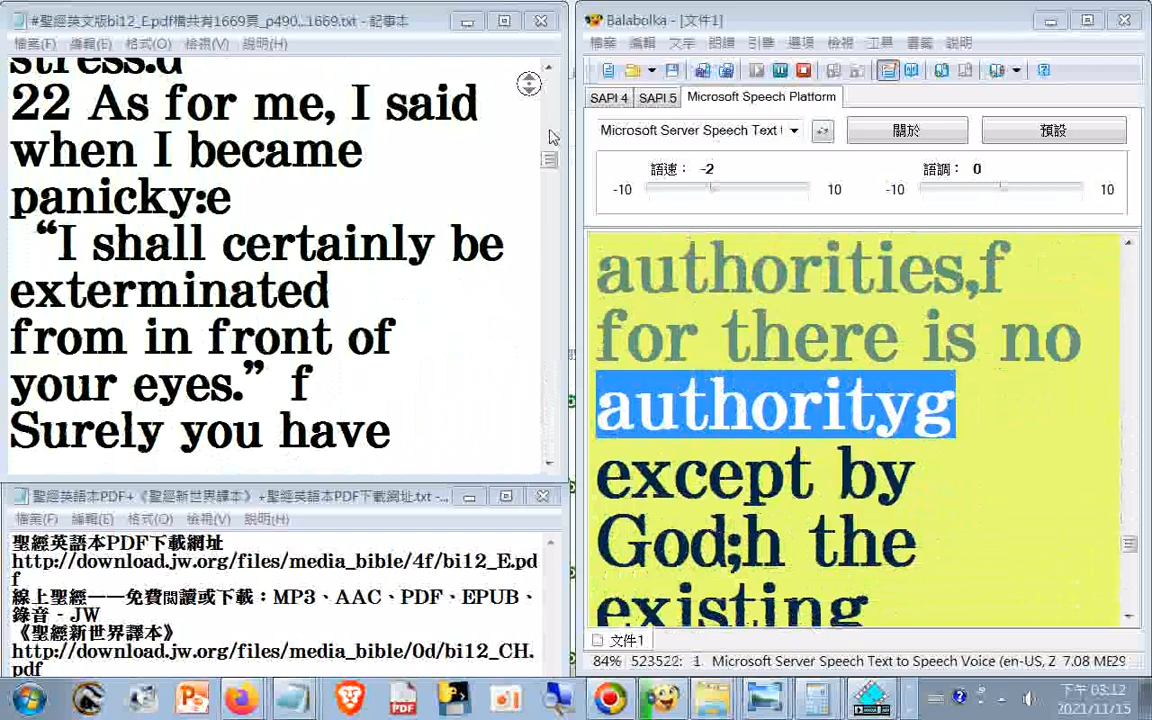 #聖經英文版bi12_E.pdf檔共有1669頁_p490...1669.txt - 記事本
檔案(F) 編輯(E) 格式(O) 檢視(V) 說明(H)
stress.d
22 As for me, I said
when I became
panicky:e
“I shall certainly be
exterminated
from in front of
your eyes.” f
Surely you have
聖經英語本PDF+《聖經新世界譯本》+聖經英語本PDF下載網址.txt -...
檔案(F) 編輯(E) 格式(O) 檢視(V) 說明(H)
聖經英語本PDF下載網址
http://download.jw.org/files/media_bible/4f/bi12_E.pd
f
線上聖經——免費閱讀或下載：MP3、AAC、PDF、EPUB、
錄音 - JW
《聖經新世界譯本》
http://download.jw.org/files/media_bible/0d/bi12_CH.
pdf
Balabolka - [文件1]
檔案 編輯 文字 朗讀 引擎 選項 檢視 工具 書籤 說明
SAPI 4 SAPI 5 Microsoft Speech Platform
Microsoft Server Speech Text 關於 預設
語速： -2 語調： 0
-10 10 -10 10
authorities,f
for there is no
authorityg
except by
God;h the
existing
文件1
84% 523522: 1. Microsoft Server Speech Text to Speech Voice (en-US, Z 7.08 ME29
下午 03:12
2021/11/15